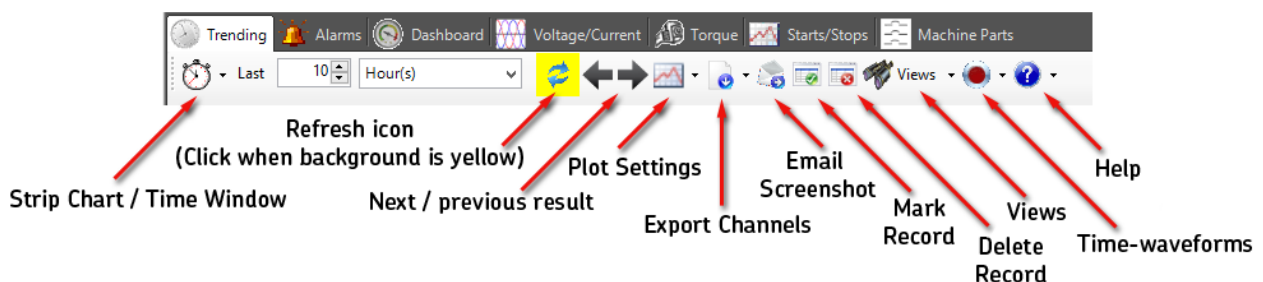 Trending Alarms Dashboard Voltage/Current Torque Starts/Stops Machine Parts
Last 10 Hour(s) Views ?
Refresh icon
(Click when background is yellow)
Plot Settings
Email
Screenshot
Help
Strip Chart / Time Window
Next / previous result
Export Channels
Mark
Record
Views
Delete
Record
Time-waveforms